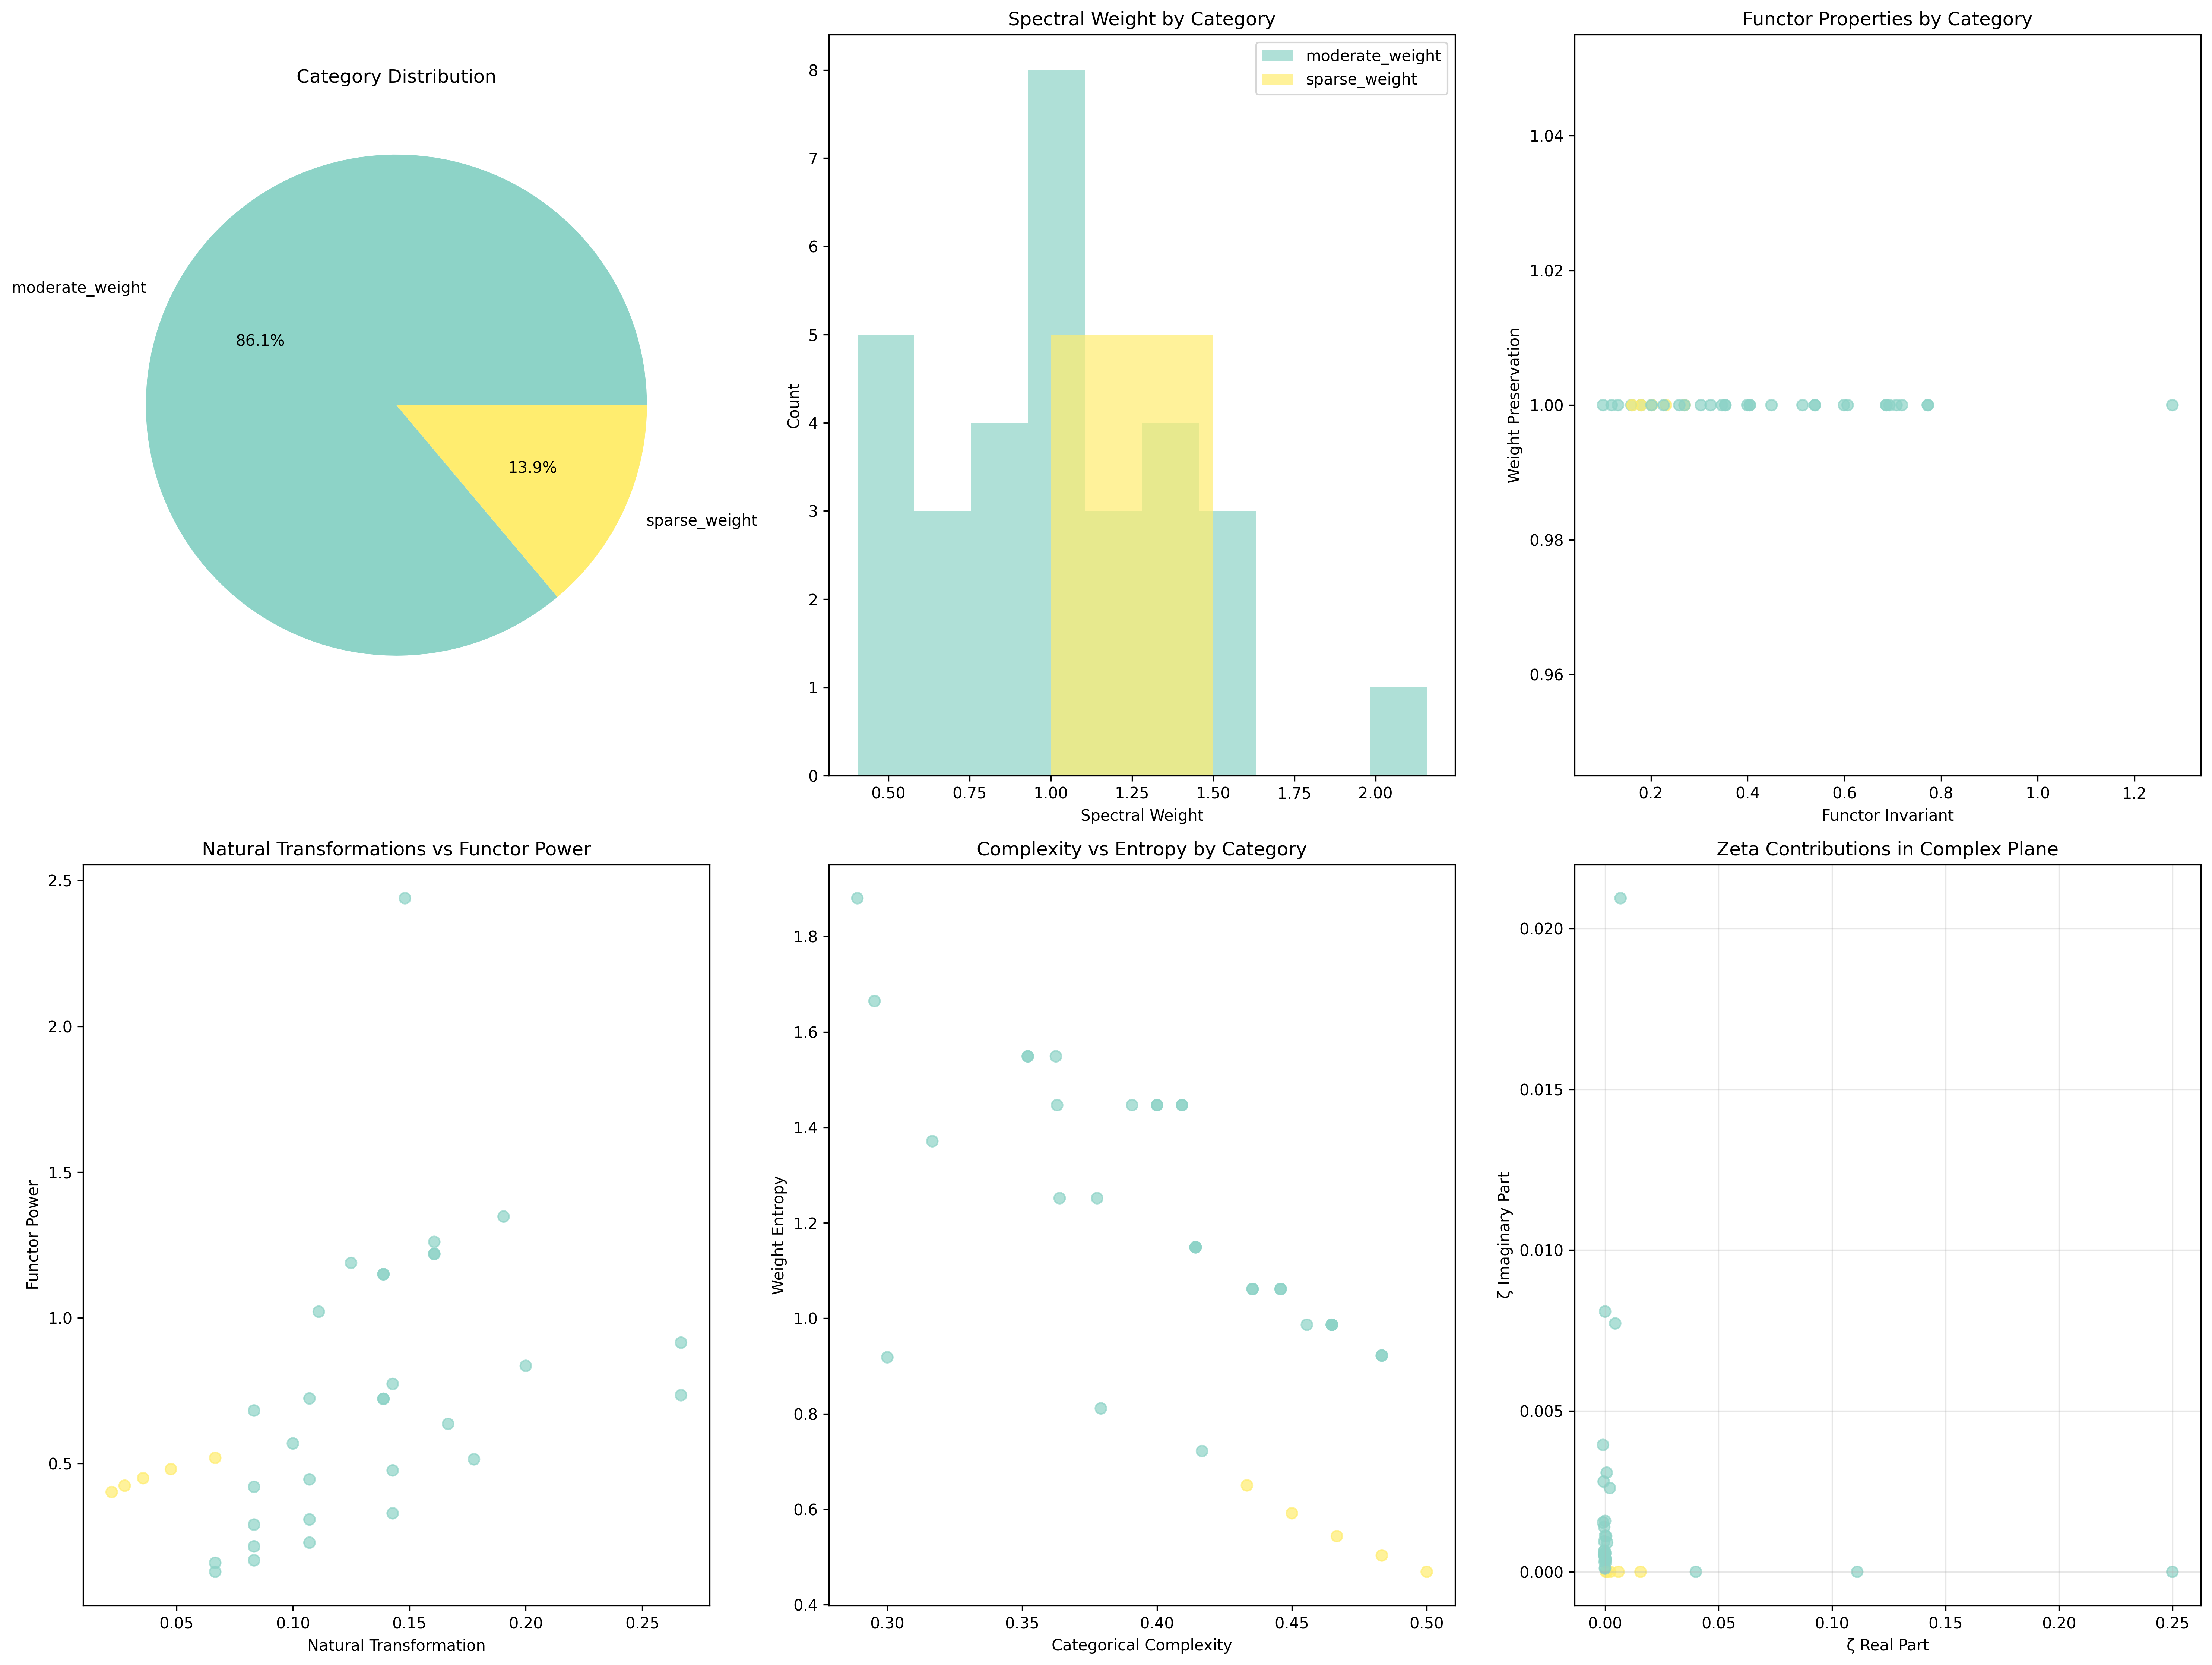 Category Distribution
moderate_weight
86.1%
13.9%
sparse_weight
Spectral Weight by Category
moderate_weight
sparse_weight
Count
8
7
6
5
4
3
2
1
0
0.50 0.75 1.00 1.25 1.50 1.75 2.00
Spectral Weight
Functor Properties by Category
Weight Preservation
1.04
1.02
1.00
0.98
0.96
0.2 0.4 0.6 0.8 1.0 1.2
Functor Invariant
Natural Transformations vs Functor Power
Functor Power
2.5
2.0
1.5
1.0
0.5
0.05 0.10 0.15 0.20 0.25
Natural Transformation
Complexity vs Entropy by Category
Weight Entropy
1.8
1.6
1.4
1.2
1.0
0.8
0.6
0.4
0.30 0.35 0.40 0.45 0.50
Categorical Complexity
Zeta Contributions in Complex Plane
ζ Imaginary Part
0.020
0.015
0.010
0.005
0.000
0.00 0.05 0.10 0.15 0.20 0.25
ζ Real Part